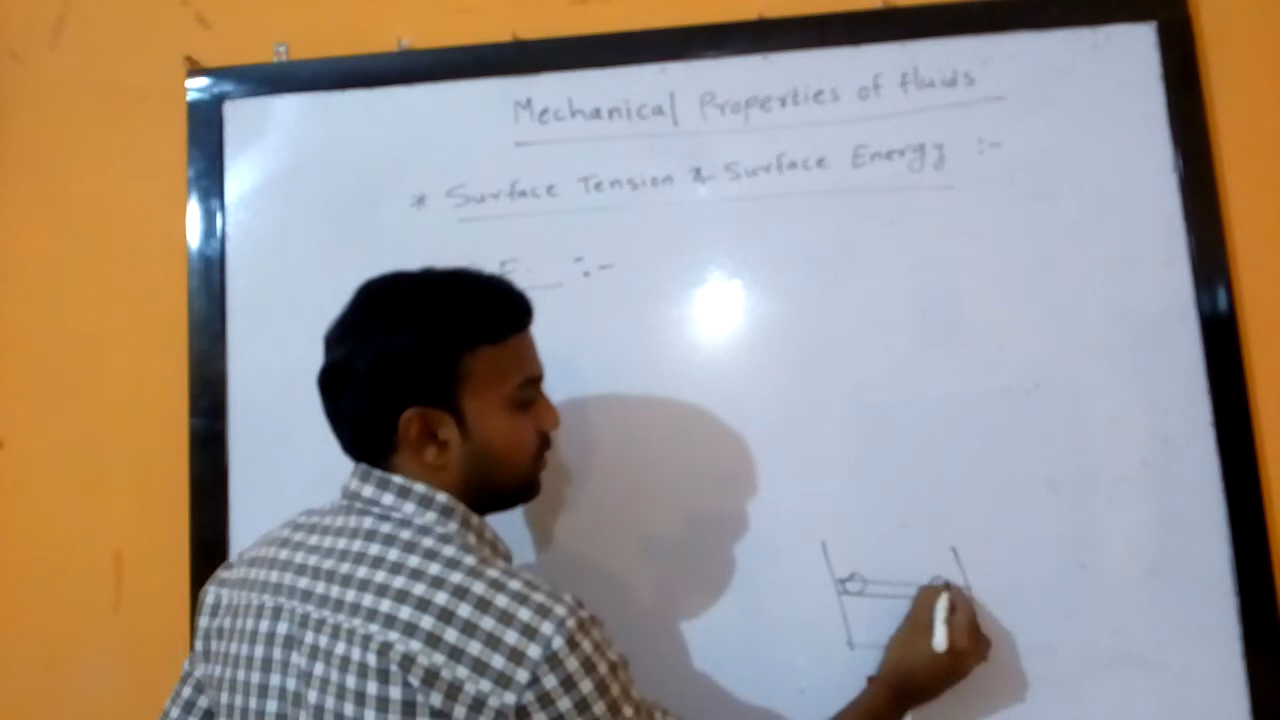 Mechanical Properties of fluids
* Surface Tension & Surface Energy :-
E. :-